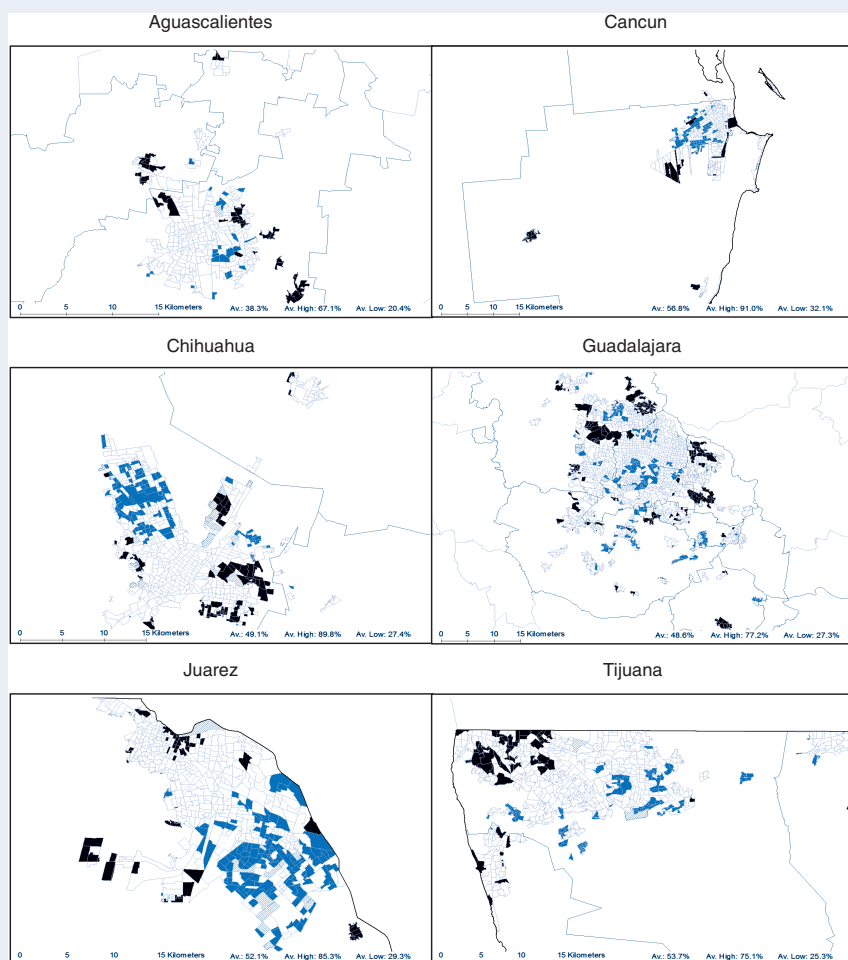 Aguascalientes
0 5 10 15 Kilometers Av.: 38.3% Av. High: 67.1% Av. Low: 20.4%
Cancun
Av.: 56.8% Av. High: 91.0% Av. Low: 32.1%
Chihuahua
0 5 10 15 Kilometers Av.: 49.1% Av. High: 89.8% Av. Low: 27.4%
Guadalajara
0 5 10 15 Kilometers Av.: 48.6% Av. High: 77.2% Av. Low: 27.3%
Juarez
0 5 10 15 Kilometers Av.: 52.1% Av. High: 85.3% Av. Low: 29.3%
Tijuana
0 5 10 15 Kilometers Av.: 53.7% Av. High: 75.1% Av. Low: 25.3%